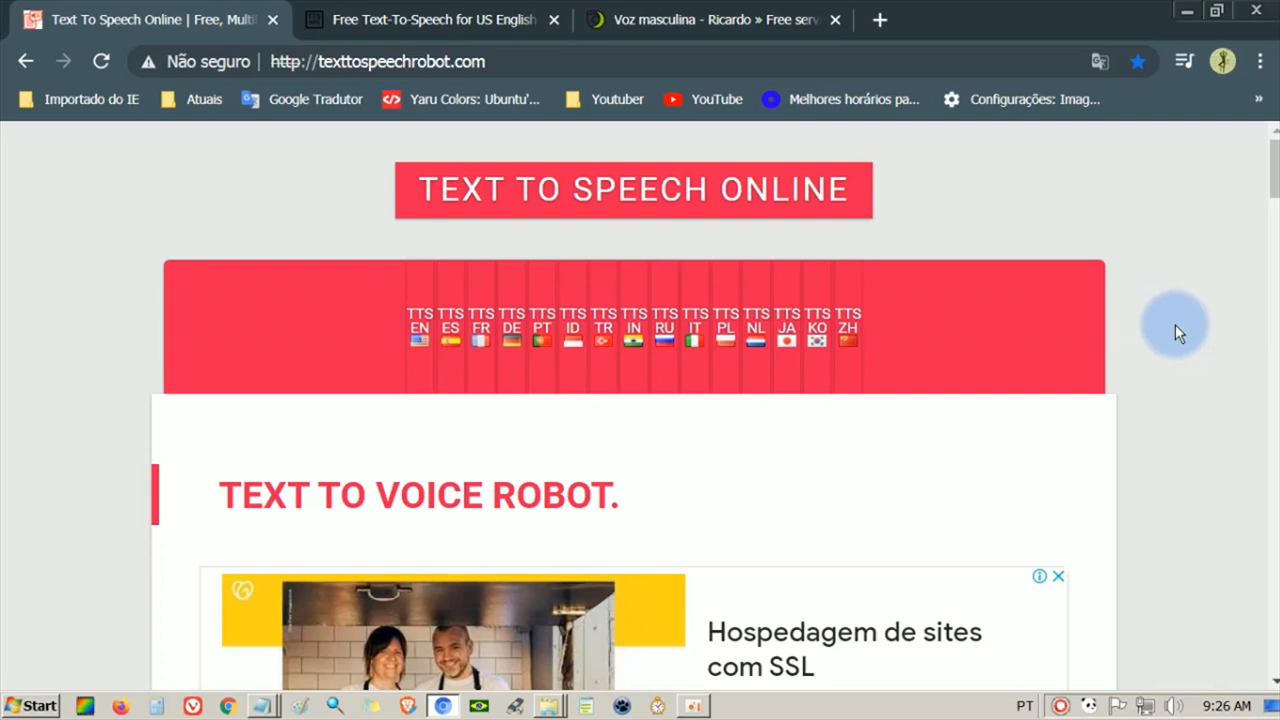 Text To Speech Online | Free, Multi
Free Text-To-Speech for US English
Voz masculina - Ricardo » Free serv
Não seguro | http://texttospeechrobot.com
Importado do IE
Atuais
Google Tradutor
Yaru Colors: Ubuntu'...
Youtuber
YouTube
Melhores horários pa...
Configurações: Imag...
»
TEXT TO SPEECH ONLINE
TTS EN
TTS ES
TTS FR
TTS DE
TTS PT
TTS ID
TTS TR
TTS IN
TTS RU
TTS IT
TTS PL
TTS NL
TTS JA
TTS KO
TTS ZH
TEXT TO VOICE ROBOT.
Hospedagem de sites
com SSL
Start
PT
9:26 AM